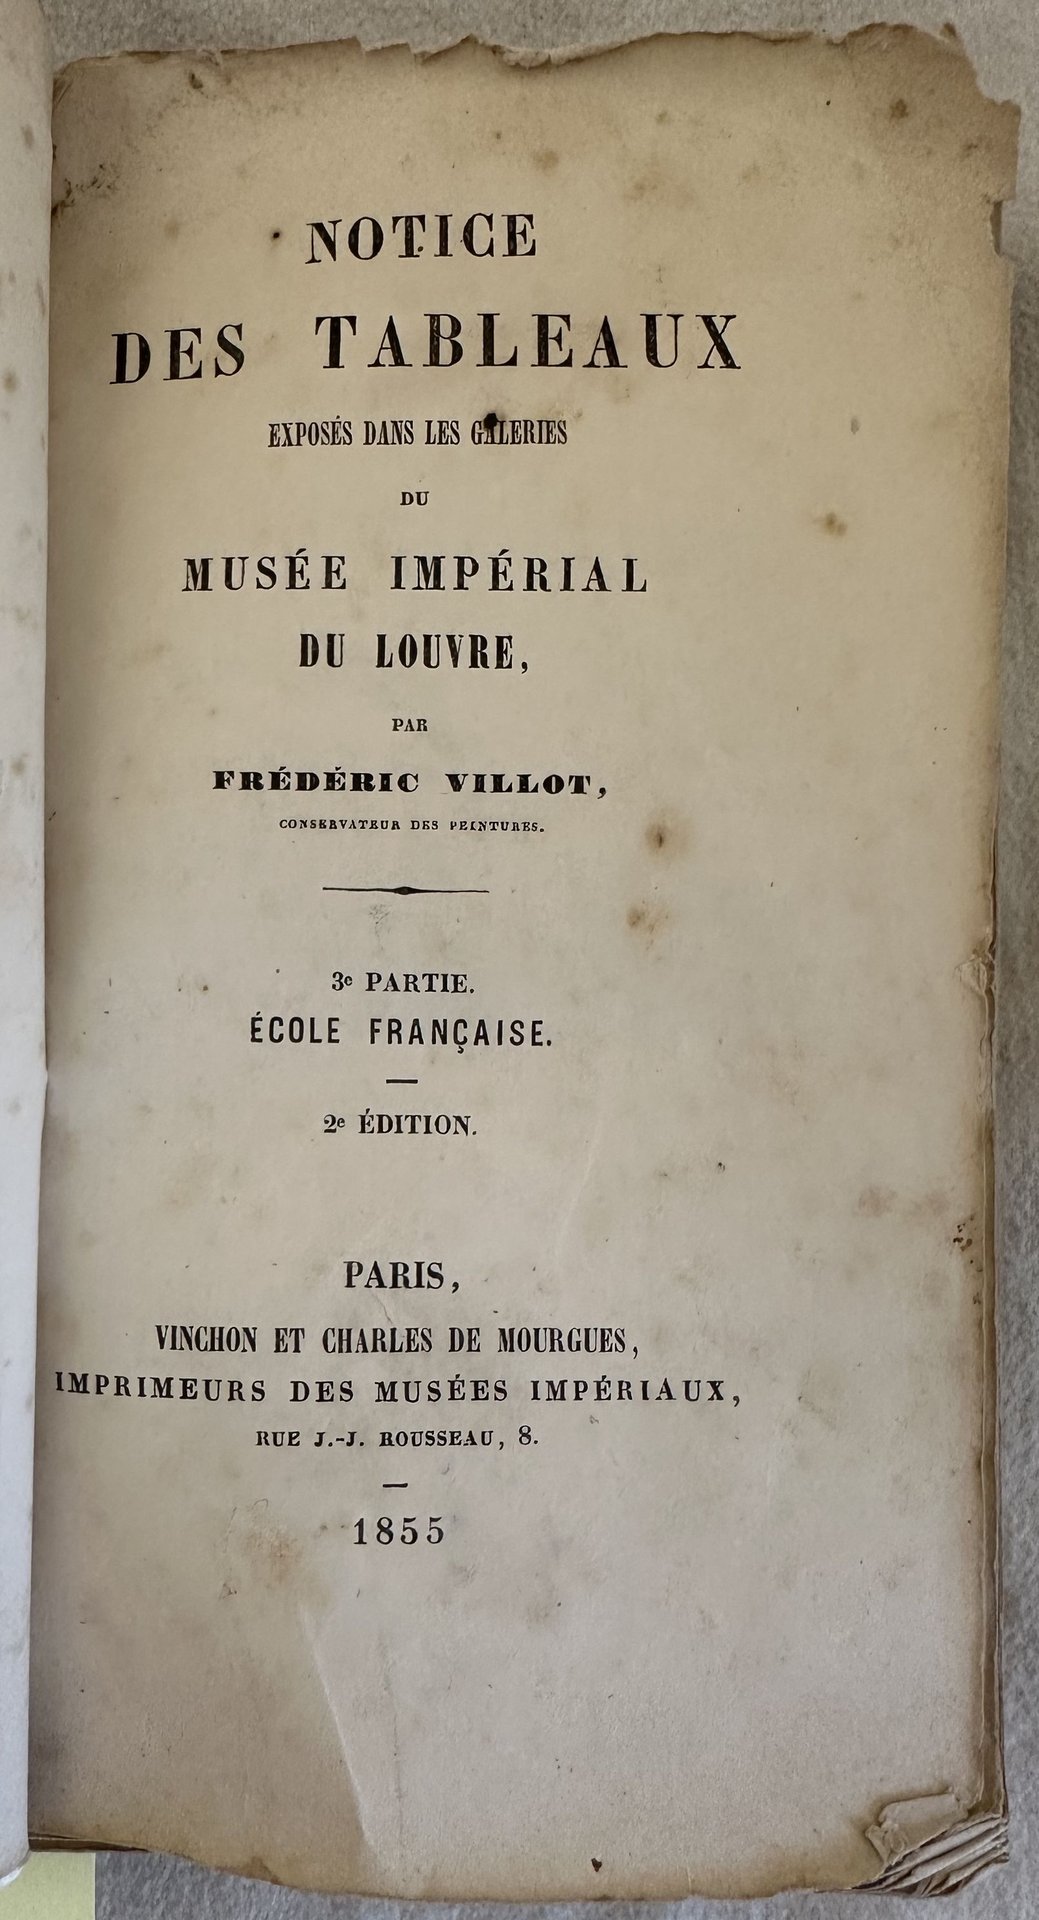 NOTICE
DES TABLEAUX
EXPOSÉS DANS LES GALERIES
DU
MUSÉE IMPÉRIAL
DU LOUVRE,
PAR
FRÉDÉRIC VILLOT,
CONSERVATEUR DES PEINTURES.
3e PARTIE.
ÉCOLE FRANÇAISE.
2e ÉDITION.
PARIS,
VINCHON ET CHARLES DE MOURGUES,
IMPRIMEURS DES MUSÉES IMPÉRIAUX,
RUE J.-J. ROUSSEAU, 8.
1855